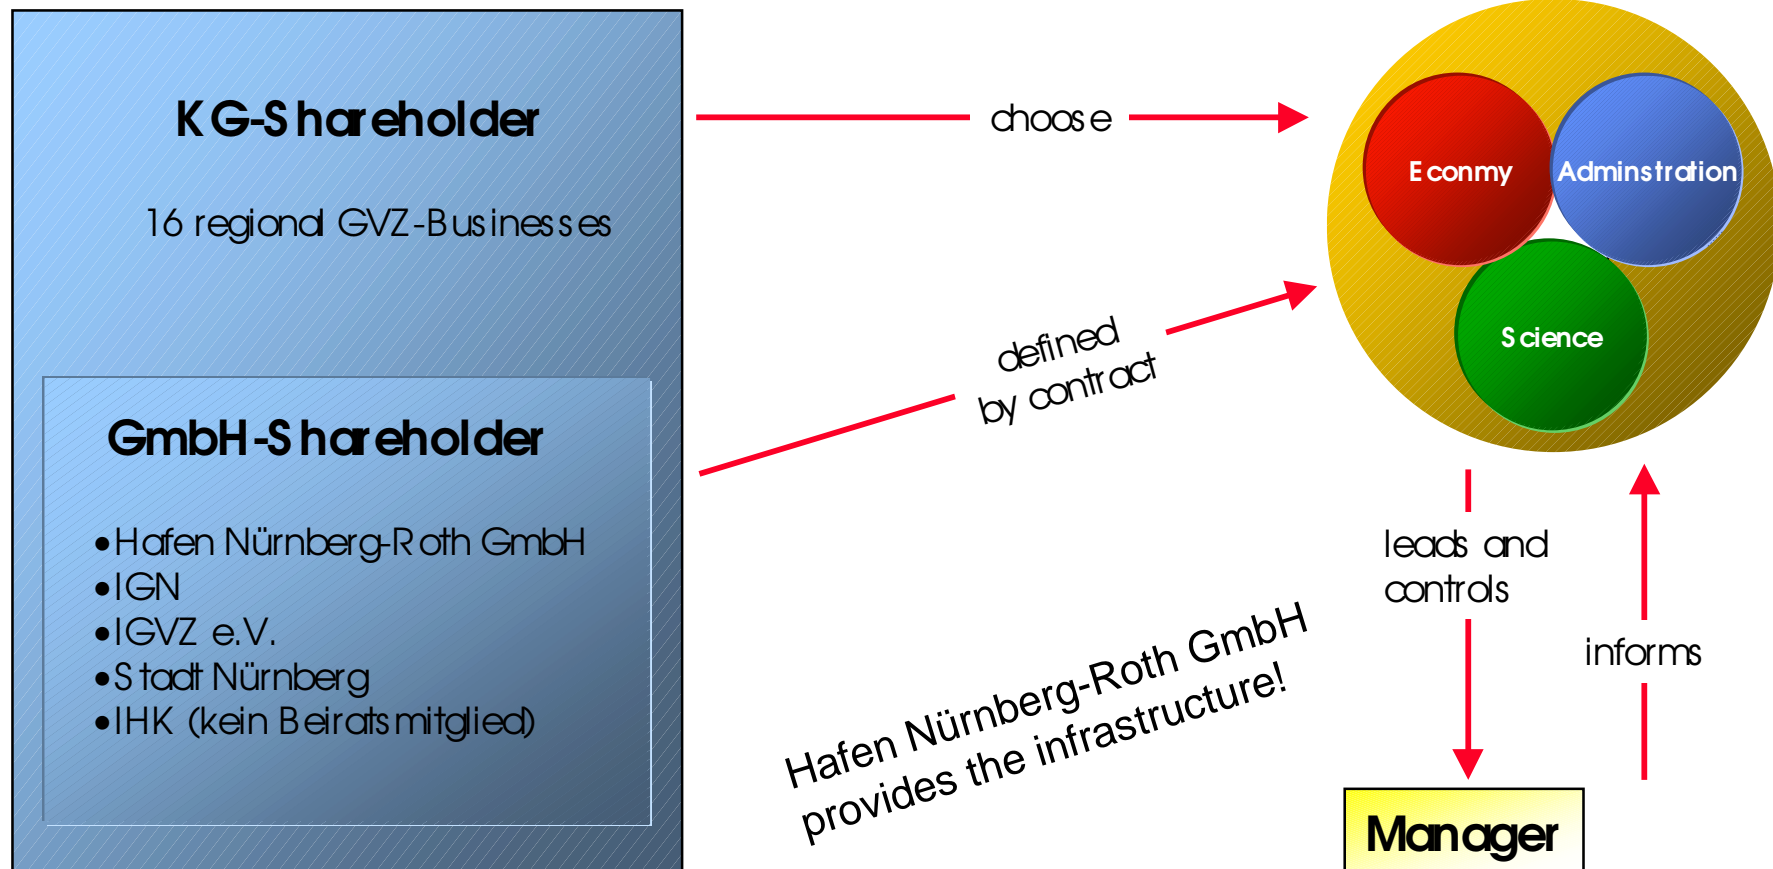 KG-Shareholder
16 regional GVZ-Businesses
GmbH-Shareholder
•Hafen Nürnberg-Roth GmbH
•IGN
•IGVZ e.V.
•Stadt Nürnberg
•IHK (kein Beiratsmitglied)
choose
defined
by contract
Hafen Nürnberg-Roth GmbH
provides the infrastructure!
Econmy
Adminstration
Science
leads and
controls
informs
Manager